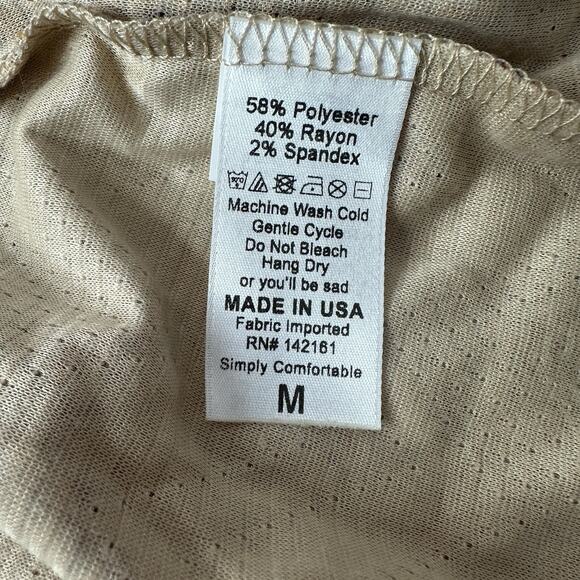 58% Polyester
40% Rayon
2% Spandex
Machine Wash Cold
Gentle Cycle
Do Not Bleach
Hang Dry
or you'll be sad
MADE IN USA
Fabric Imported
RN# 142161
Simply Comfortable
M